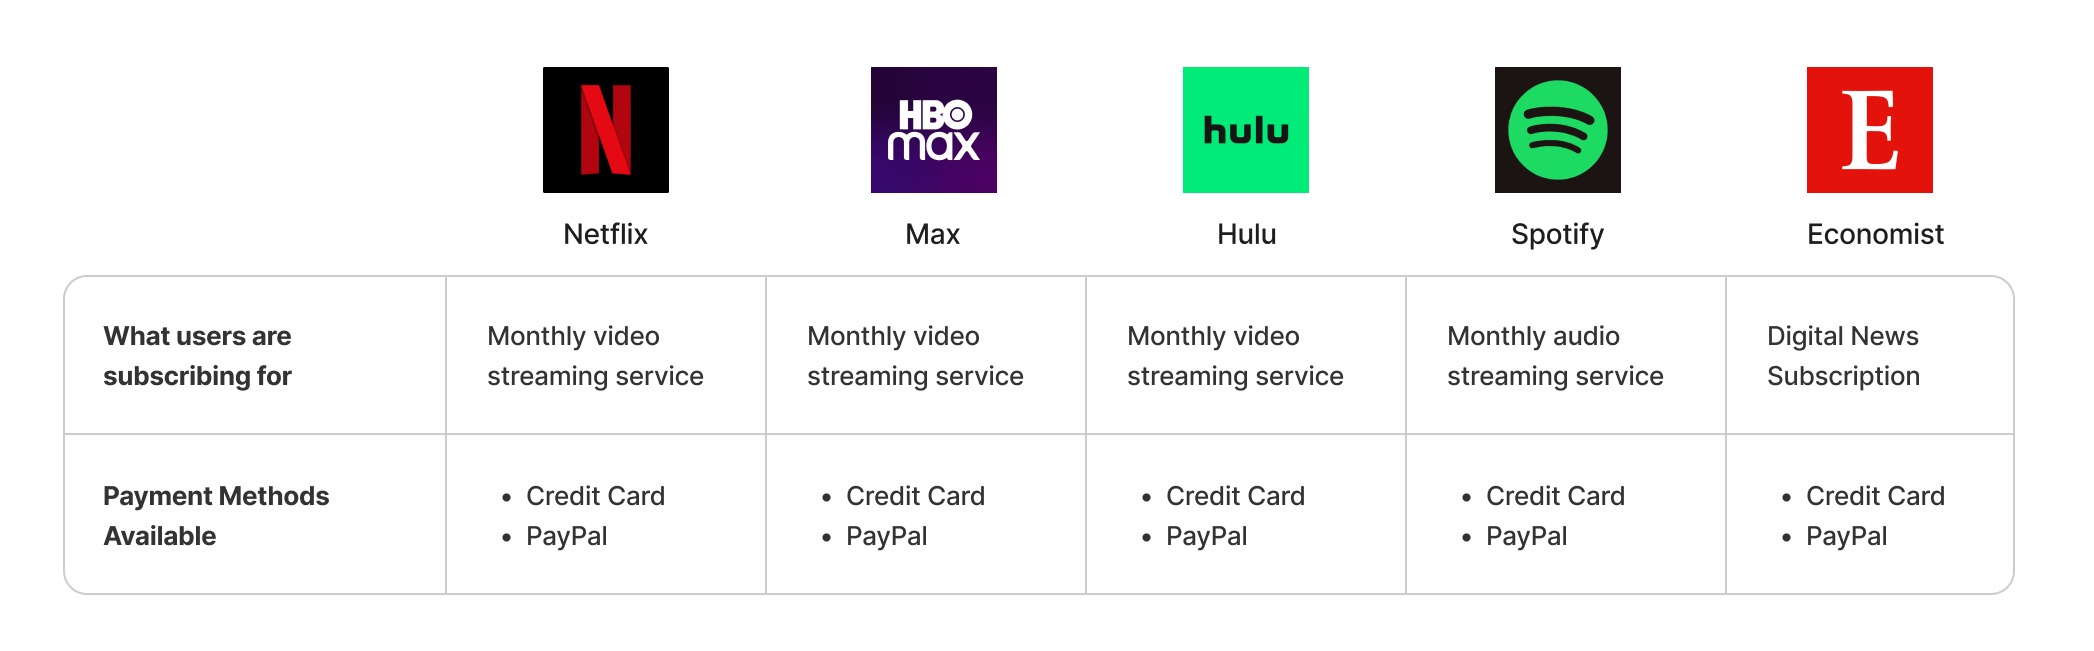 N
HBO
max
hulu
E
Netflix
Max
Hulu
Spotify
Economist
What users are
subscribing for
Monthly video
streaming service
Monthly video
streaming service
Monthly video
streaming service
Monthly audio
streaming service
Digital News
Subscription
Payment Methods
Available
• Credit Card
• PayPal
• Credit Card
• PayPal
• Credit Card
• PayPal
• Credit Card
• PayPal
• Credit Card
• PayPal